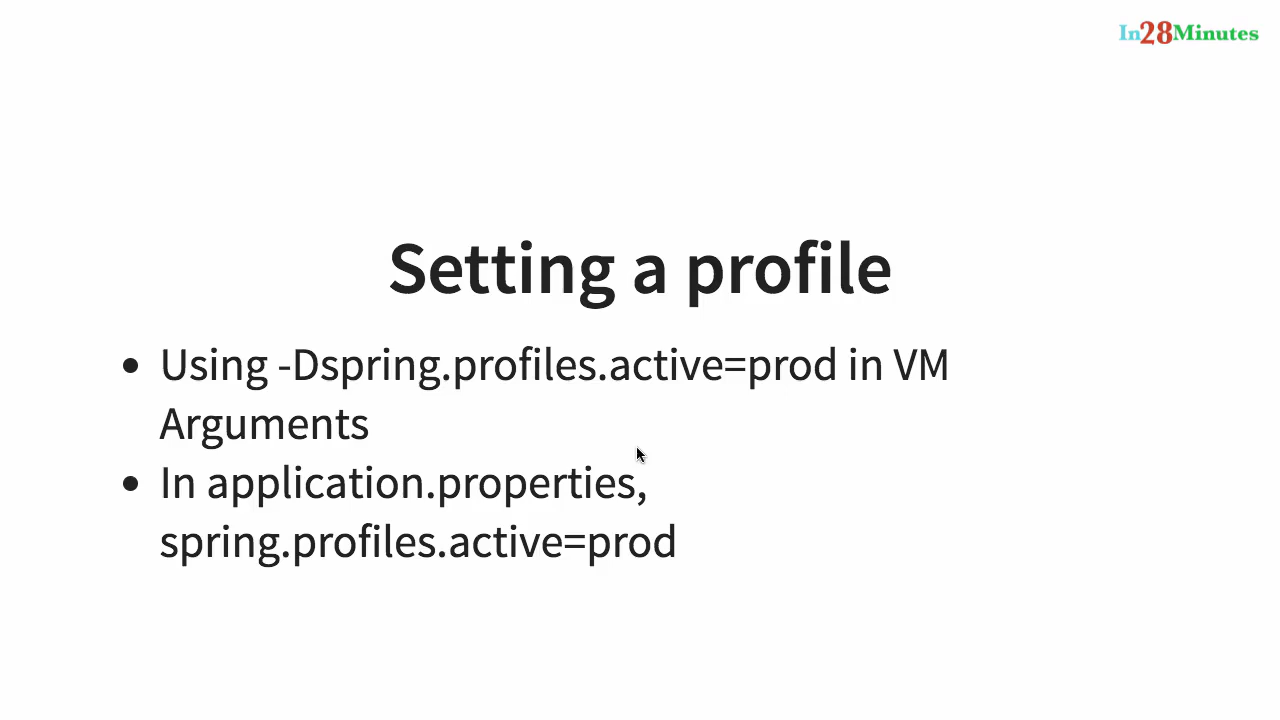 In28Minutes
Setting a profile
• Using -Dspring.profiles.active=prod in VM
Arguments
• In application.properties,
spring.profiles.active=prod